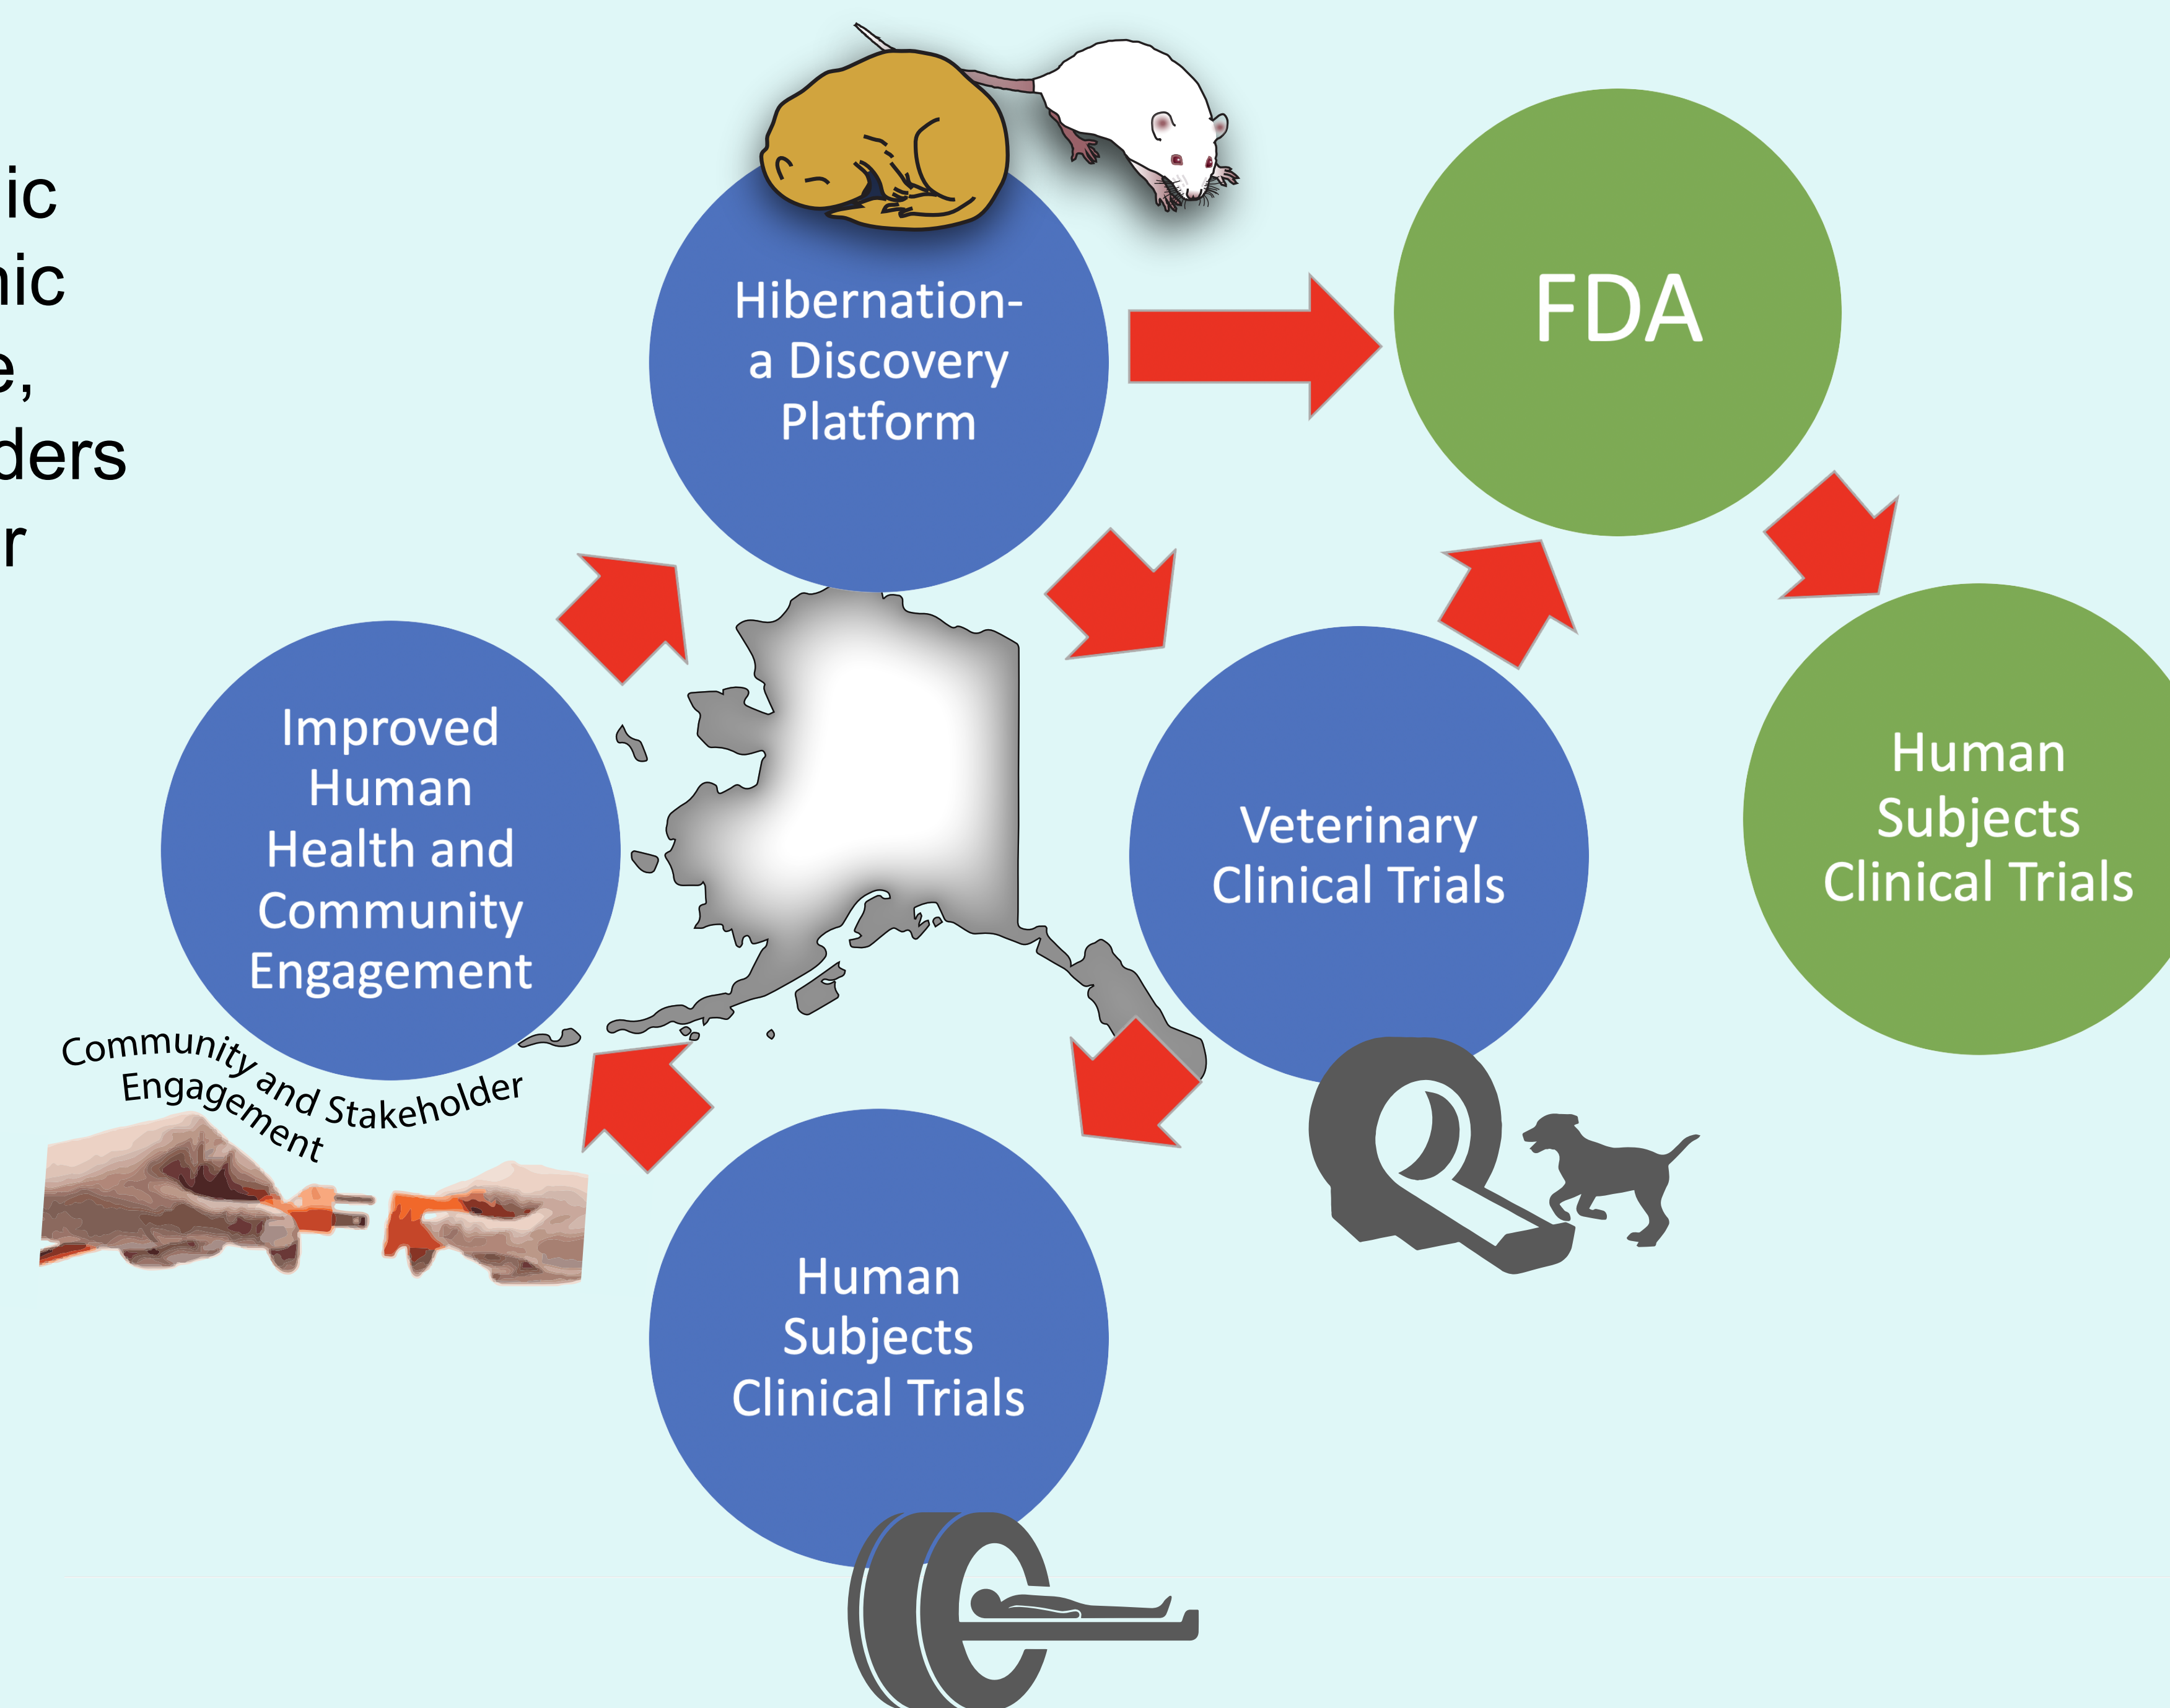 ic
nic
e,
ders
r
Hibernation-
a Discovery
Platform
FDA
Improved
Human
Health and
Community
Engagement
Veterinary
Clinical Trials
Human
Subjects
Clinical Trials
Community and Stakeholder
Engagement
Human
Subjects
Clinical Trials